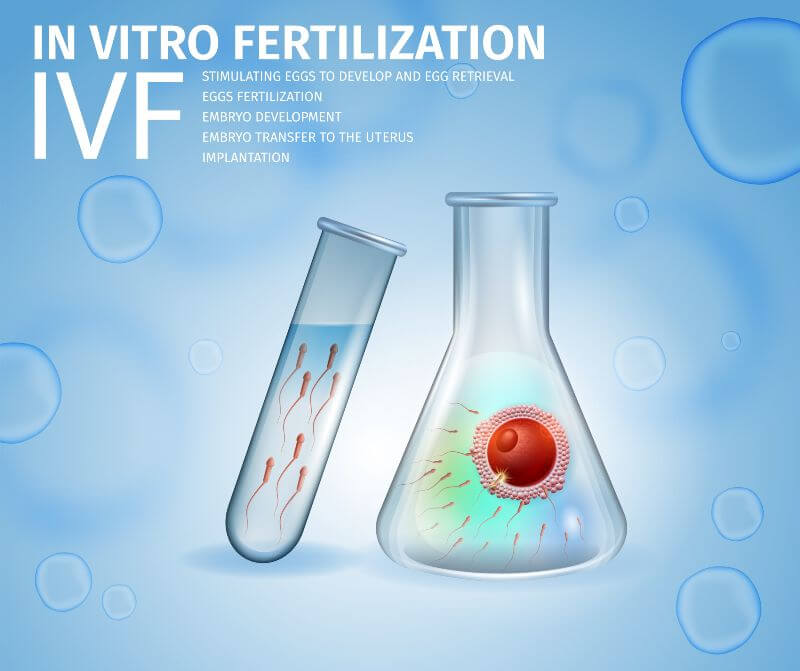 IN VITRO FERTILIZATION
IVF
STIMULATING EGGS TO DEVELOP AND EGG RETRIEVAL
EGGS FERTILIZATION
EMBRYO DEVELOPMENT
EMBRYO TRANSFER TO THE UTERUS
IMPLANTATION